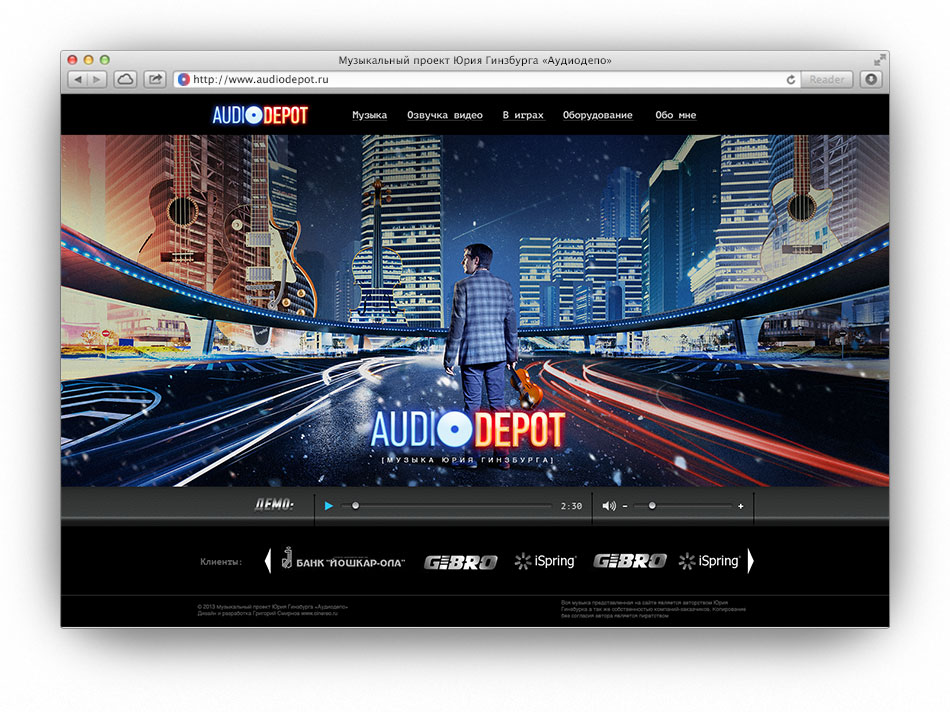 Музыкальный проект Юрия Гинзбурга «Аудиодепо»
http://www.audiodepot.ru
Reader
AUDIODEPOT
Музыка Озвучка видео В играх Оборудование Обо мне
AUDIODEPOT
[МУЗЫКА ЮРИЯ ГИНЗБУРГА]
ДЕМО:
2:30
- +
Клиенты:
БАНК "ЙОШКАР-ОЛА"
GIBRO
iSpring
GIBRO
iSpring
© 2013 Музыкальный проект Юрия Гинзбурга «Аудиодепо»
Дизайн и разработка Григорий Смирнов
Вся музыка представленная на сайте является авторством Юрия
Гинзбурга а так же собственностью компаний-заказчиков. Копирование
без согласия автора является пиратством